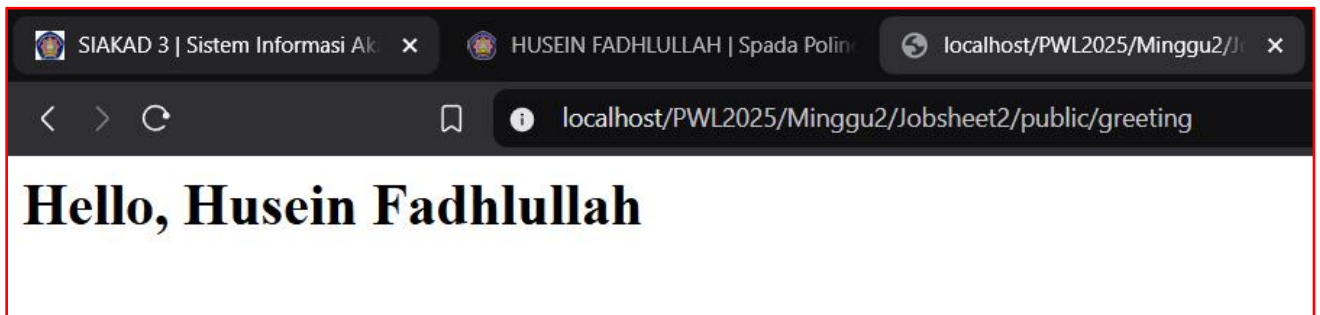 SIAKAD 3 | Sistem Informasi Ak
HUSEIN FADHLULLAH | Spada Polin
localhost/PWL2025/Minggu2/J
localhost/PWL2025/Minggu2/Jobsheet2/public/greeting
Hello, Husein Fadhlullah